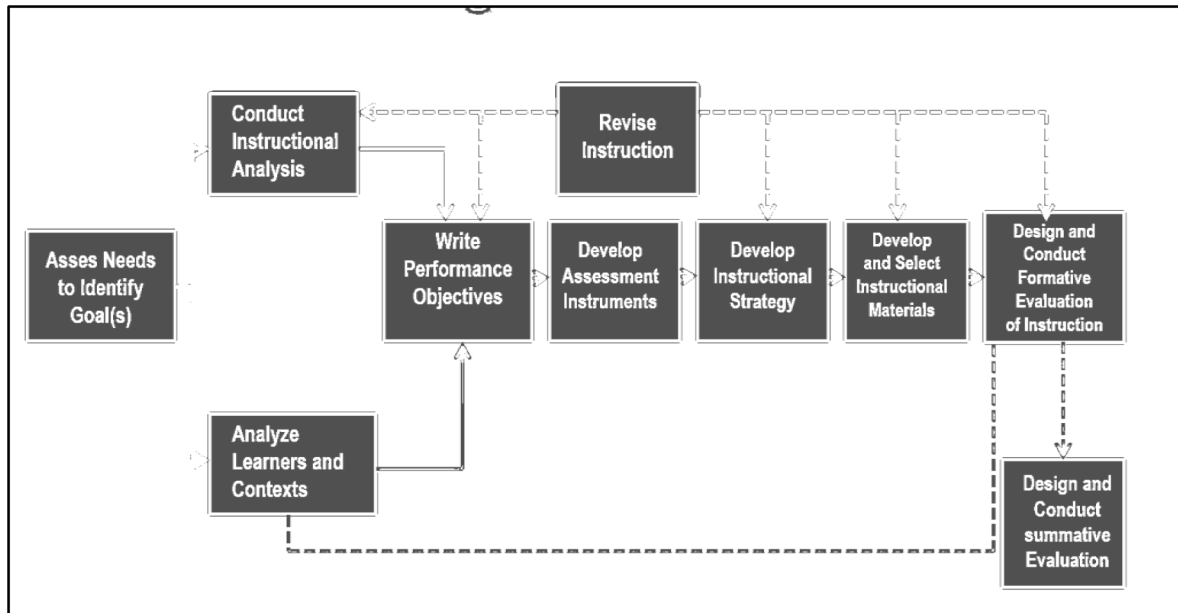 Conduct
Instructional
Analysis
Revise
Instruction
Asses Needs
to Identify
Goal(s)
Write
Performance
Objectives
Develop
Assessment
Instruments
Develop
Instructional
Strategy
Develop
and Select
Instructional
Materials
Design and
Conduct
Formative
Evaluation
of Instruction
Analyze
Learners and
Contexts
Design and
Conduct
summative
Evaluation